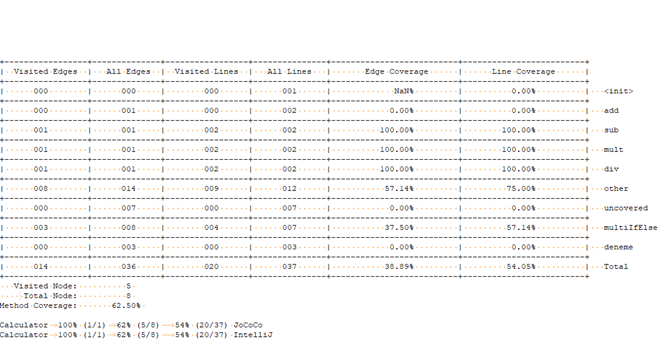 +--------------------+------------------+--------------------+------------------+--------------------------------+------------------------------+
| Visited Edges | All Edges | Visited Lines | All Lines | Edge Coverage | Line Coverage |
| 000 | 000 | 000 | 001 | NaN% | 0.00% | <init>
| 000 | 001 | 000 | 002 | 0.00% | 0.00% | add
| 001 | 001 | 002 | 002 | 100.00% | 100.00% | sub
| 001 | 001 | 002 | 002 | 100.00% | 100.00% | mult
| 001 | 001 | 002 | 002 | 100.00% | 100.00% | div
| 008 | 014 | 009 | 012 | 57.14% | 75.00% | other
| 000 | 007 | 000 | 007 | 0.00% | 0.00% | uncovered
| 003 | 008 | 004 | 007 | 37.50% | 57.14% | multiIfElse
| 000 | 003 | 000 | 003 | 0.00% | 0.00% | deneme
| 014 | 036 | 020 | 037 | 38.89% | 54.05% | Total
Visited Node: 5
Total Node: 8
Method Coverage: 62.50%
Calculator 100% (1/1) 62% (5/8) 54% (20/37) JoCoCo
Calculator 100% (1/1) 62% (5/8) 54% (20/37) IntelliJ